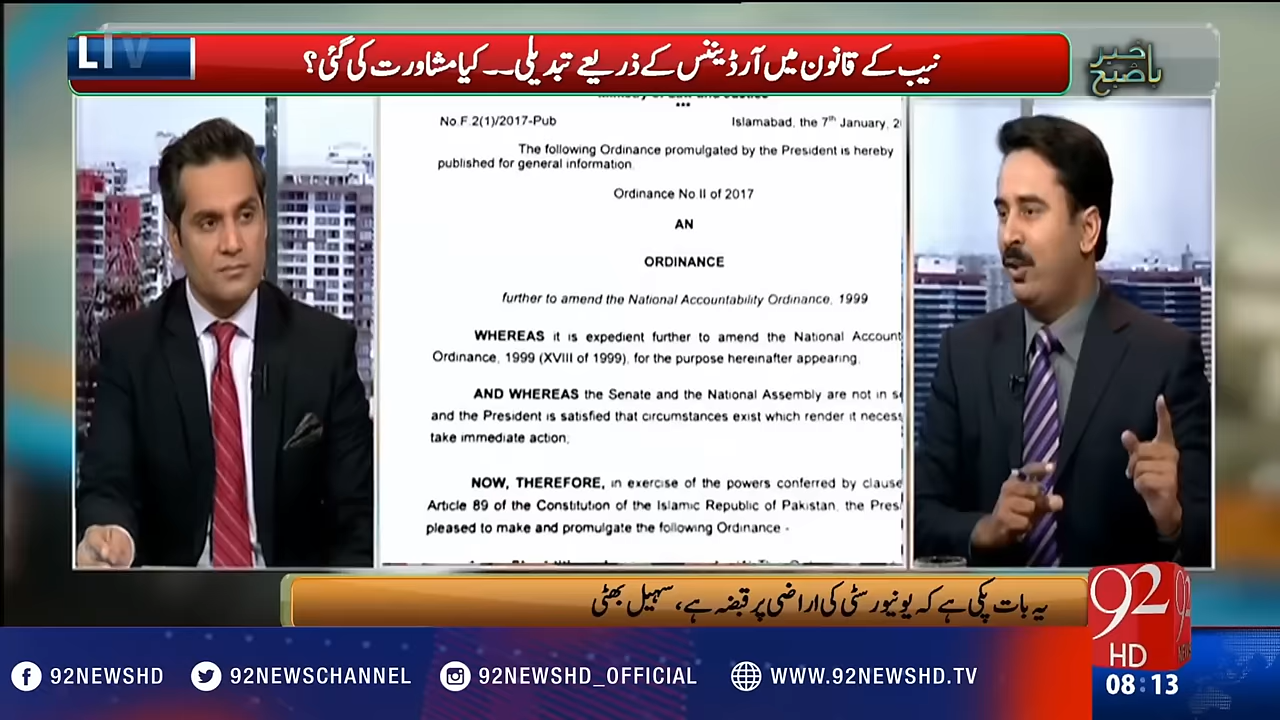 LIV
نیب کے قانون میں آرڈیننس کے ذریعے تبدیلی۔۔ کیا مشاورت کی گئی؟
باخبر
صبح
No.F.2(1)/2017-Pub
Islamabad, the 7th January, 2
The following Ordinance promulgated by the President is hereby
published for general information.
Ordinance No.II of 2017
AN
ORDINANCE
further to amend the National Accountability Ordinance, 1999
WHEREAS it is expedient further to amend the National Account
Ordinance, 1999 (XVIII of 1999), for the purpose hereinafter appearing;
AND WHEREAS the Senate and the National Assembly are not in s
and the President is satisfied that circumstances exist which render it necess
take immediate action;
NOW, THEREFORE, in exercise of the powers conferred by clause
Article 89 of the Constitution of the Islamic Republic of Pakistan, the Pres
pleased to make and promulgate the following Ordinance:-
یہ بات پکی ہے کہ یونیورسٹی کی اراضی پر قبضہ ہے، سہیل بھٹی
92
HD
08:13
92NEWSHD
92NEWSCHANNEL
92NEWSHD_OFFICIAL
WWW.92NEWSHD.TV